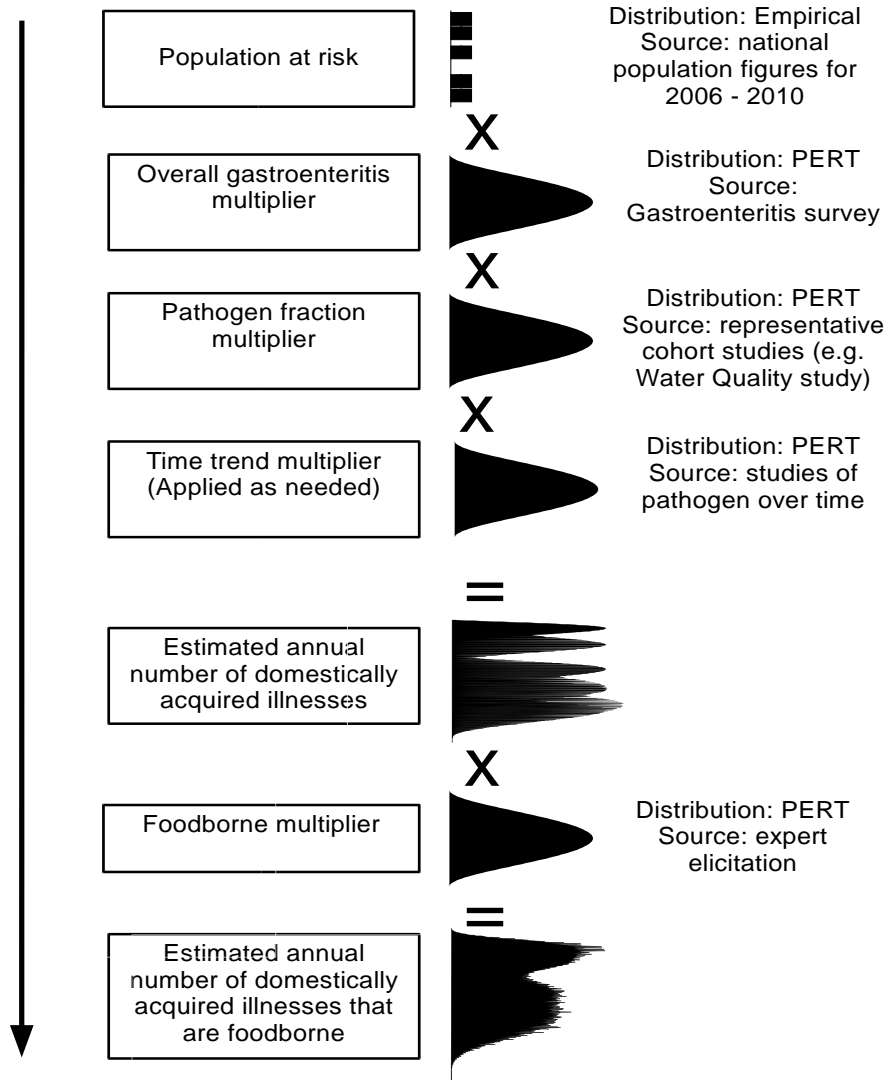 Population at risk
Distribution: Empirical
Source: national
population figures for
2006 - 2010
X
Overall gastroenteritis
multiplier
Distribution: PERT
Source:
Gastroenteritis survey
X
Pathogen fraction
multiplier
Distribution: PERT
Source: representative
cohort studies (e.g.
Water Quality study)
X
Time trend multiplier
(Applied as needed)
Distribution: PERT
Source: studies of
pathogen over time
=
Estimated annual
number of domestically
acquired illnesses
X
Foodborne multiplier
Distribution: PERT
Source: expert
elicitation
=
Estimated annual
number of domestically
acquired illnesses that
are foodborne